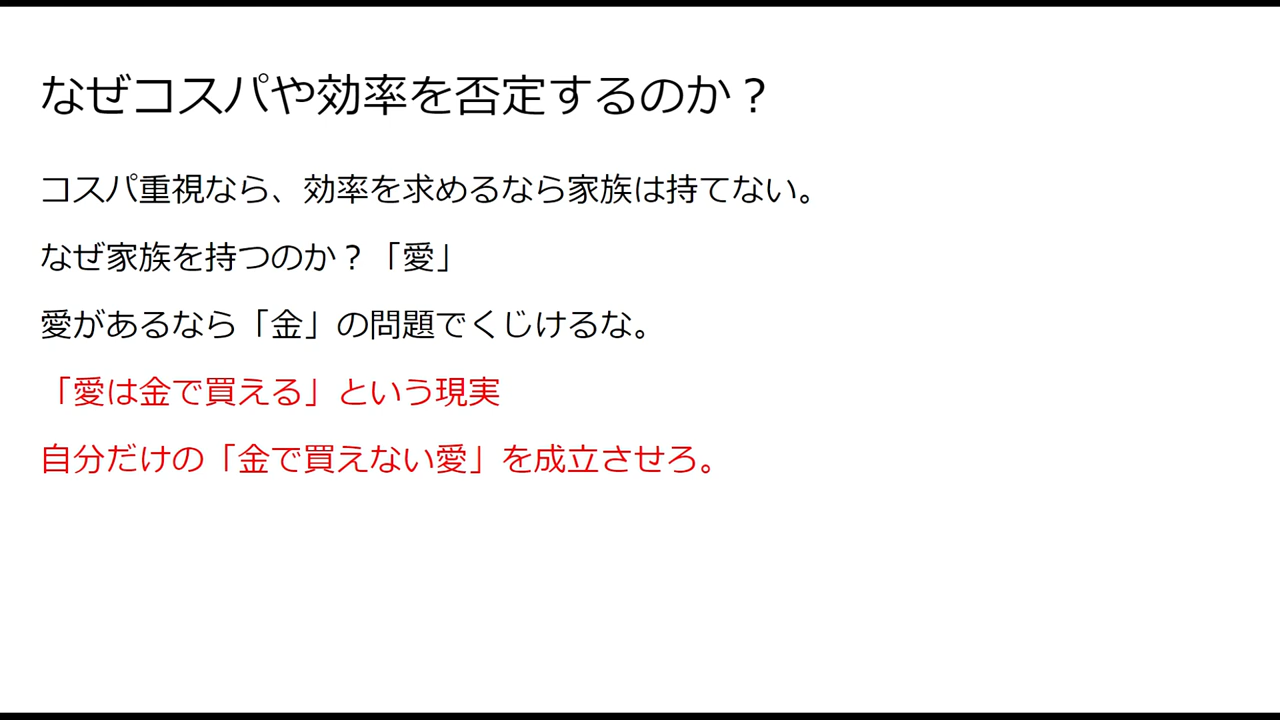 なぜコスパや効率を否定するのか？
コスパ重視なら、効率を求めるなら家族は持てない。
なぜ家族を持つのか？「愛」
愛があるなら「金」の問題でくじけるな。
「愛は金で買える」という現実
自分だけの「金で買えない愛」を成立させろ。